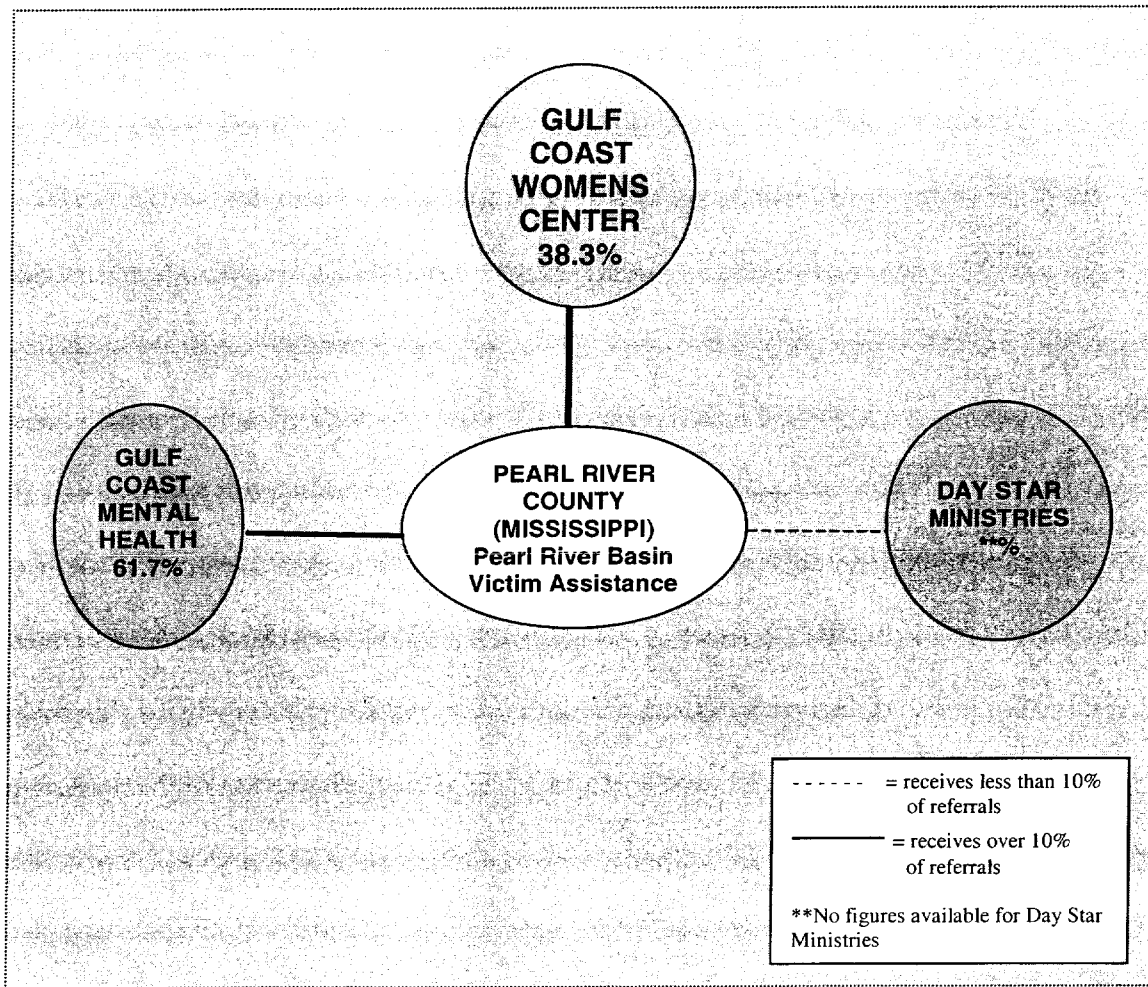 GULF
COAST
WOMENS
CENTER
38.3%
GULF
COAST
MENTAL
HEALTH
61.7%
PEARL RIVER
COUNTY
(MISSISSIPPI)
Pearl River Basin
Victim Assistance
DAY STAR
MINISTRIES
**%
= receives less than 10%
of referrals
= receives over 10%
of referrals
**No figures available for Day Star
Ministries